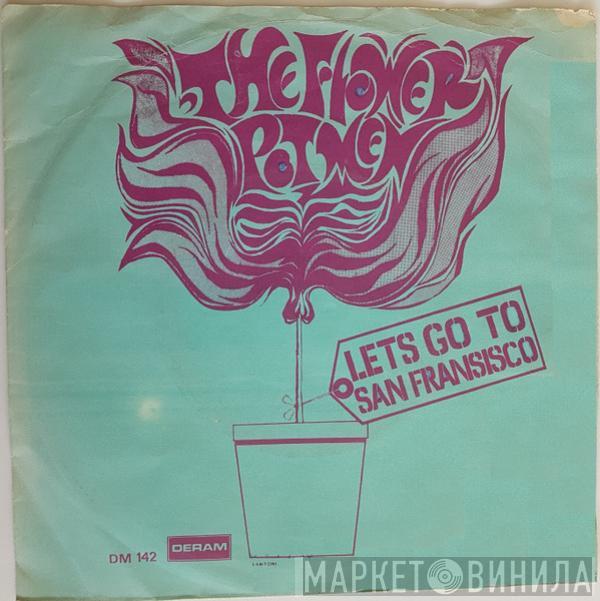 THE FLOWER
POT MEN
LETS GO TO
SAN FRANSISCO
DM 142
DERAM
МАРКЕТ ВИНИЛА